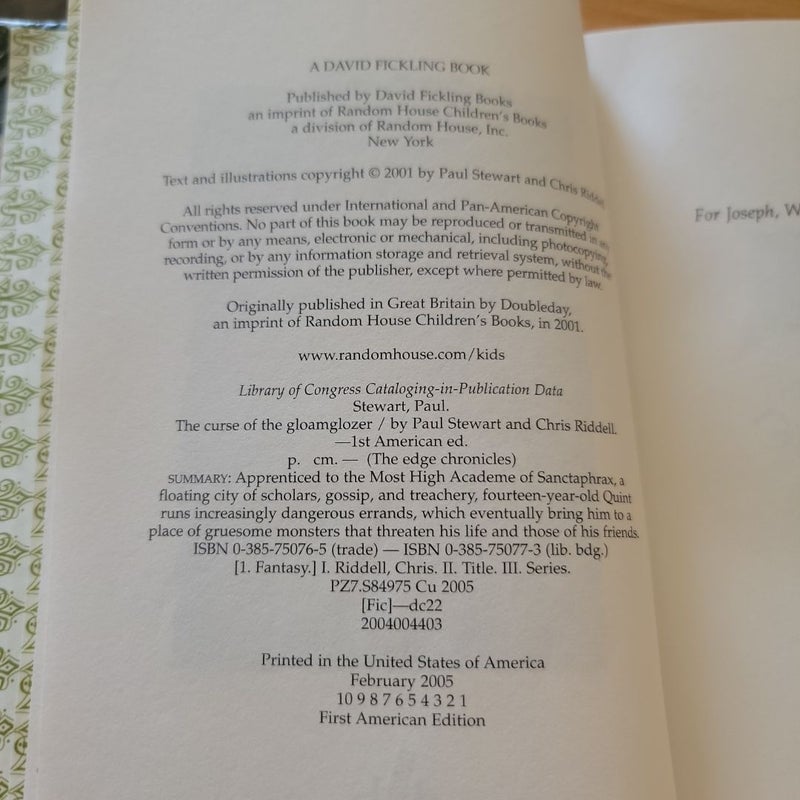 A DAVID FICKLING BOOK
Published by David Fickling Books
an imprint of Random House Children's Books
a division of Random House, Inc.
New York
Text and illustrations copyright © 2001 by Paul Stewart and Chris Riddell
All rights reserved under International and Pan-American Copyright
Conventions. No part of this book may be reproduced or transmitted in any
form or by any means, electronic or mechanical, including photocopying,
recording, or by any information storage and retrieval system, without the
written permission of the publisher, except where permitted by law.
Originally published in Great Britain by Doubleday,
an imprint of Random House Children's Books, in 2001.
www.randomhouse.com/kids
Library of Congress Cataloging-in-Publication Data
Stewart, Paul.
The curse of the gloamglozer / by Paul Stewart and Chris Riddell.
—1st American ed.
p. cm. — (The edge chronicles)
SUMMARY: Apprenticed to the Most High Academe of Sanctaphrax, a
floating city of scholars, gossip, and treachery, fourteen-year-old Quint
runs increasingly dangerous errands, which eventually bring him to a
place of gruesome monsters that threaten his life and those of his friends.
ISBN 0-385-75076-5 (trade) — ISBN 0-385-75077-3 (lib. bdg.)
[1. Fantasy.] I. Riddell, Chris. II. Title. III. Series.
PZ7.S84975 Cu 2005
[Fic]—dc22
2004004403
Printed in the United States of America
February 2005
10 9 8 7 6 5 4 3 2 1
First American Edition
For Joseph, W